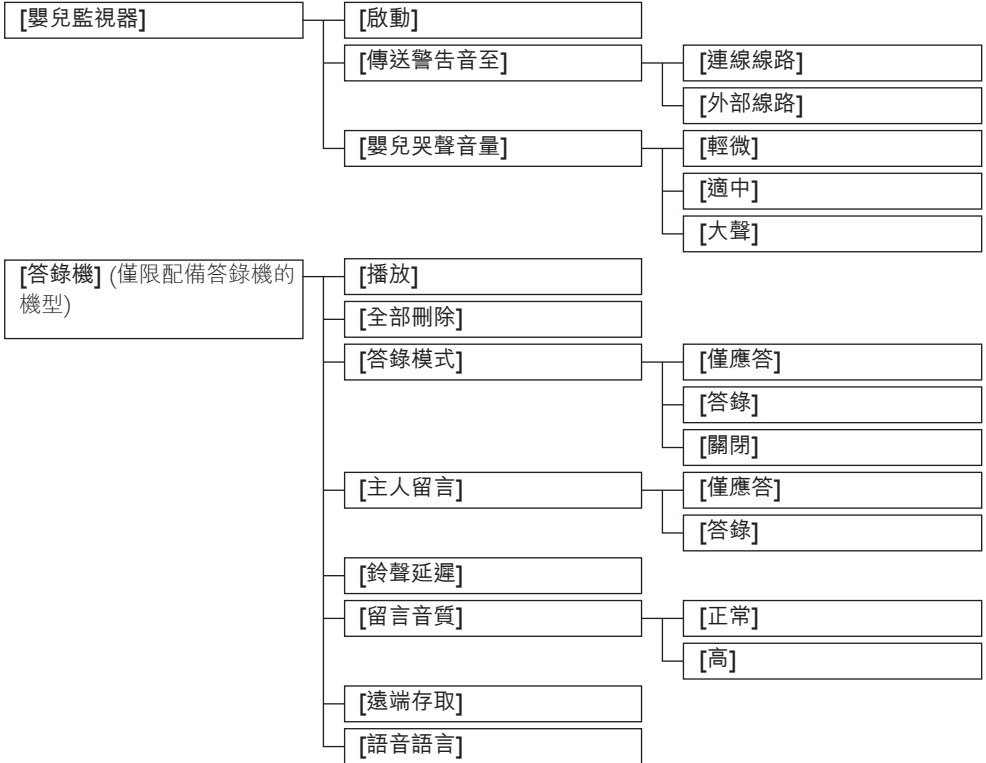 [嬰兒監視器]
[啟動]
[傳送警告音至]
[連線線路]
[外部線路]
[嬰兒哭聲音量]
[輕微]
[適中]
[大聲]
[答錄機] (僅限配備答錄機的
機型)
[播放]
[全部刪除]
[答錄模式]
[僅應答]
[答錄]
[關閉]
[主人留言]
[僅應答]
[答錄]
[鈴聲延遲]
[留言音質]
[正常]
[高]
[遠端存取]
[語音語言]